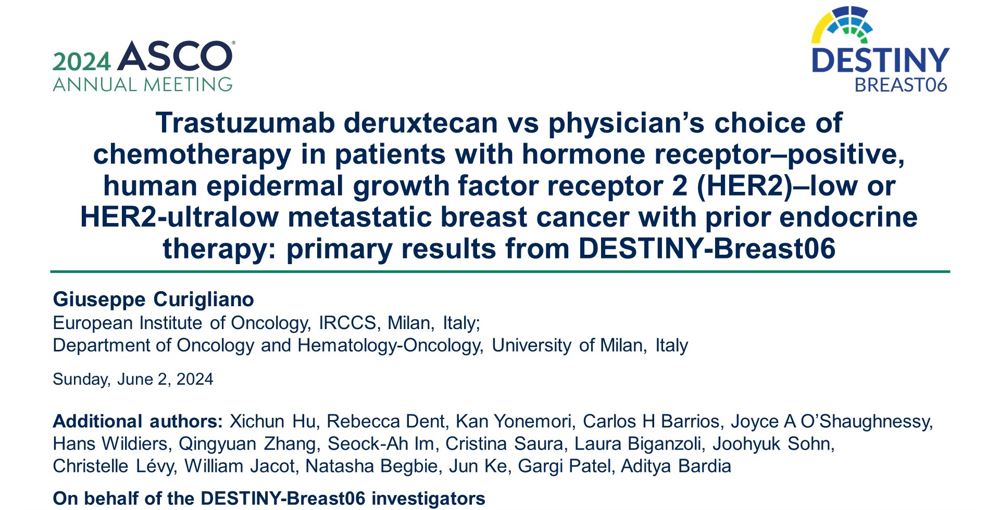 2024 ASCO®
ANNUAL MEETING
DESTINY
BREAST06
Trastuzumab deruxtecan vs physician’s choice of
chemotherapy in patients with hormone receptor–positive,
human epidermal growth factor receptor 2 (HER2)–low or
HER2-ultralow metastatic breast cancer with prior endocrine
therapy: primary results from DESTINY-Breast06
Giuseppe Curigliano
European Institute of Oncology, IRCCS, Milan, Italy;
Department of Oncology and Hematology-Oncology, University of Milan, Italy
Sunday, June 2, 2024
Additional authors: Xichun Hu, Rebecca Dent, Kan Yonemori, Carlos H Barrios, Joyce A O’Shaughnessy,
Hans Wildiers, Qingyuan Zhang, Seock-Ah Im, Cristina Saura, Laura Biganzoli, Joohyuk Sohn,
Christelle Lévy, William Jacot, Natasha Begbie, Jun Ke, Gargi Patel, Aditya Bardia
On behalf of the DESTINY-Breast06 investigators